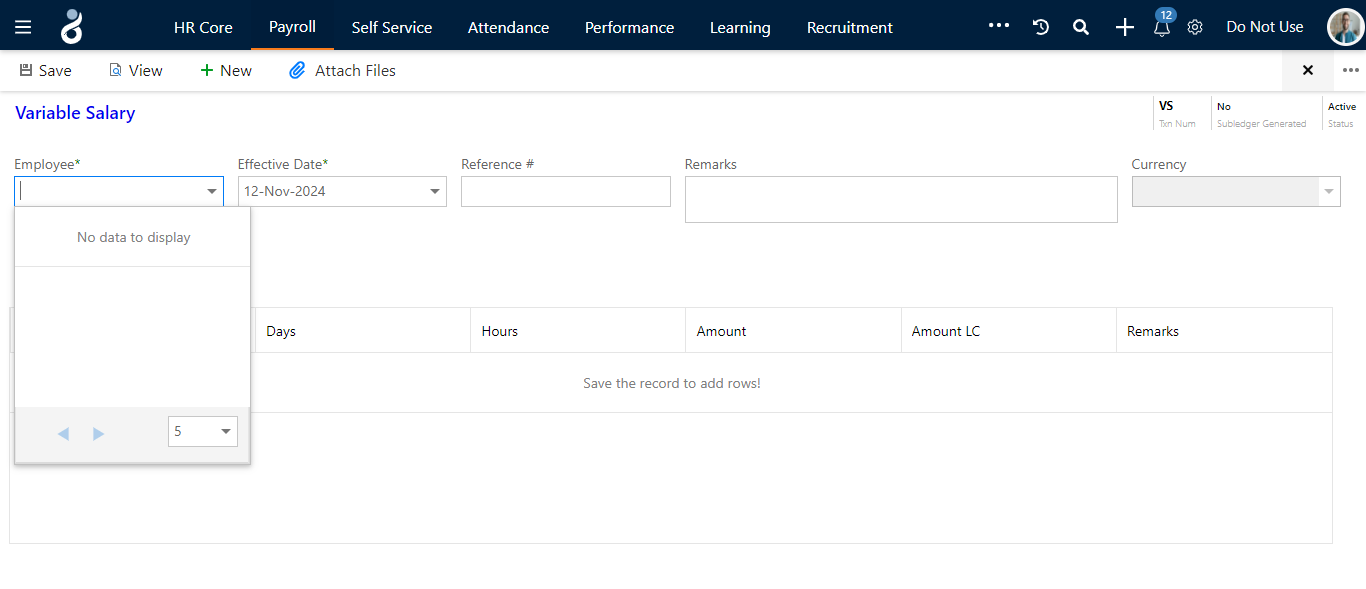 HR Core Payroll Self Service Attendance Performance Learning Recruitment 12 Do Not Use
Save View New Attach Files
Variable Salary
VS No Active
Txn Num Subledger Generated Status
Employee* Effective Date* Reference # Remarks Currency
12-Nov-2024
No data to display
Days Hours Amount Amount LC Remarks
Save the record to add rows!
5